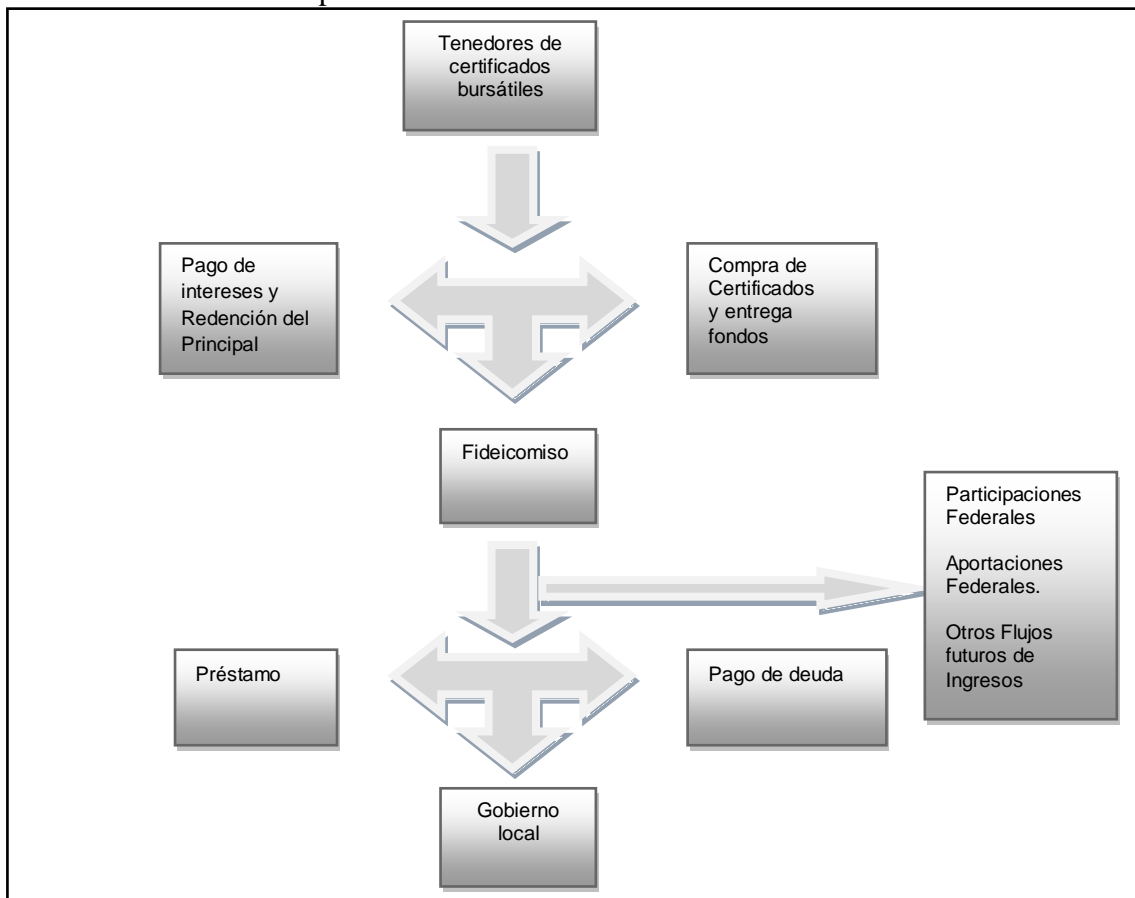 Tenedores de
certificados
bursátiles
Pago de
intereses y
Redención del
Principal
Compra de
Certificados
y entrega
fondos
Fideicomiso
Participaciones
Federales
Aportaciones
Federales.
Otros Flujos
futuros de
Ingresos
Préstamo
Pago de deuda
Gobierno
local